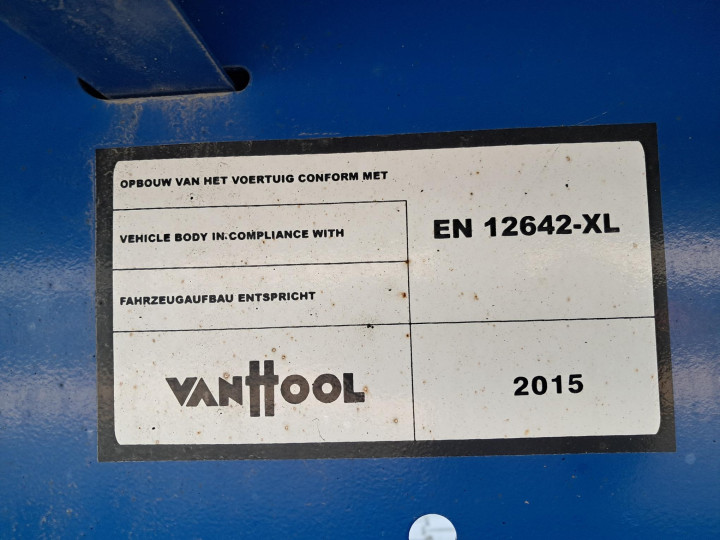 OPBOUW VAN HET VOERTUIG CONFORM MET
VEHICLE BODY IN COMPLIANCE WITH
EN 12642-XL
FAHRZEUGAUFBAU ENTSPRICHT
VANHOOL
2015